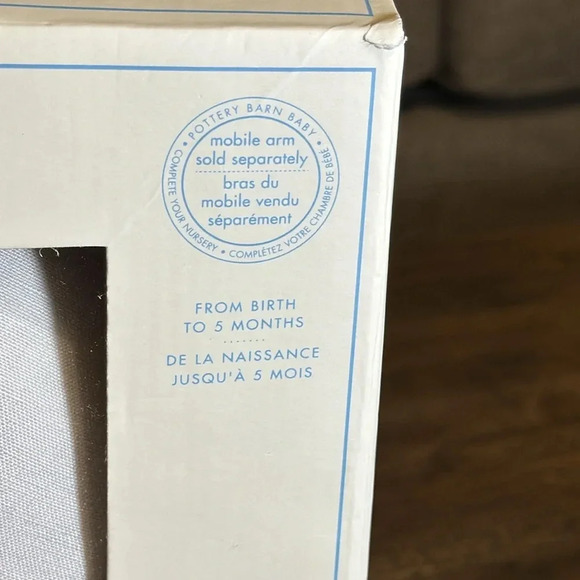 • POTTERY BARN BABY •
mobile arm
sold separately
bras du
mobile vendu
séparément
COMPLETE YOUR NURSERY • COMPLÉTEZ VOTRE CHAMBRE DE BÉBÉ
FROM BIRTH
TO 5 MONTHS
DE LA NAISSANCE
JUSQU'À 5 MOIS